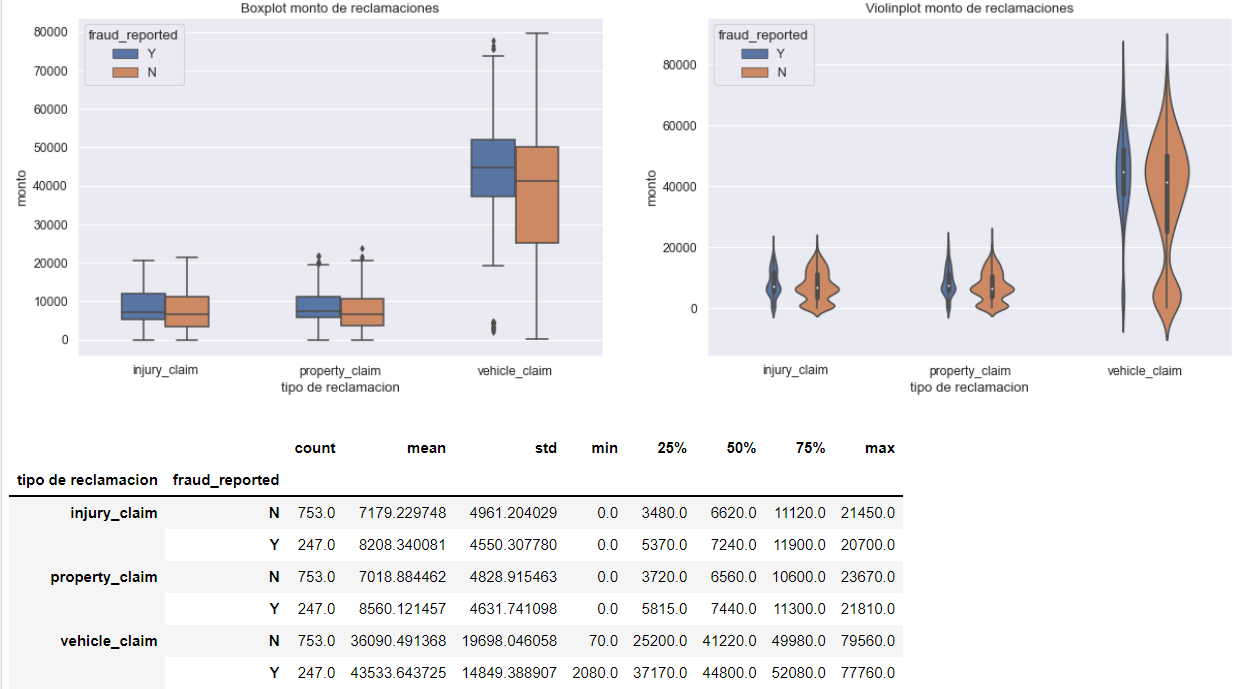 Boxplot monto de reclamaciones
fraud_reported
Y
N
80000
70000
60000
50000
40000
30000
20000
10000
0
monto
injury_claim property_claim vehicle_claim
tipo de reclamacion
Violinplot monto de reclamaciones
fraud_reported
Y
N
80000
60000
40000
20000
0
monto
injury_claim property_claim vehicle_claim
tipo de reclamacion
count mean std min 25% 50% 75% max
tipo de reclamacion fraud_reported
injury_claim N 753.0 7179.229748 4961.204029 0.0 3480.0 6620.0 11120.0 21450.0
Y 247.0 8208.340081 4550.307780 0.0 5370.0 7240.0 11900.0 20700.0
property_claim N 753.0 7018.884462 4828.915463 0.0 3720.0 6560.0 10600.0 23670.0
Y 247.0 8560.121457 4631.741098 0.0 5815.0 7440.0 11300.0 21810.0
vehicle_claim N 753.0 36090.491368 19698.046058 70.0 25200.0 41220.0 49980.0 79560.0
Y 247.0 43533.643725 14849.388907 2080.0 37170.0 44800.0 52080.0 77760.0